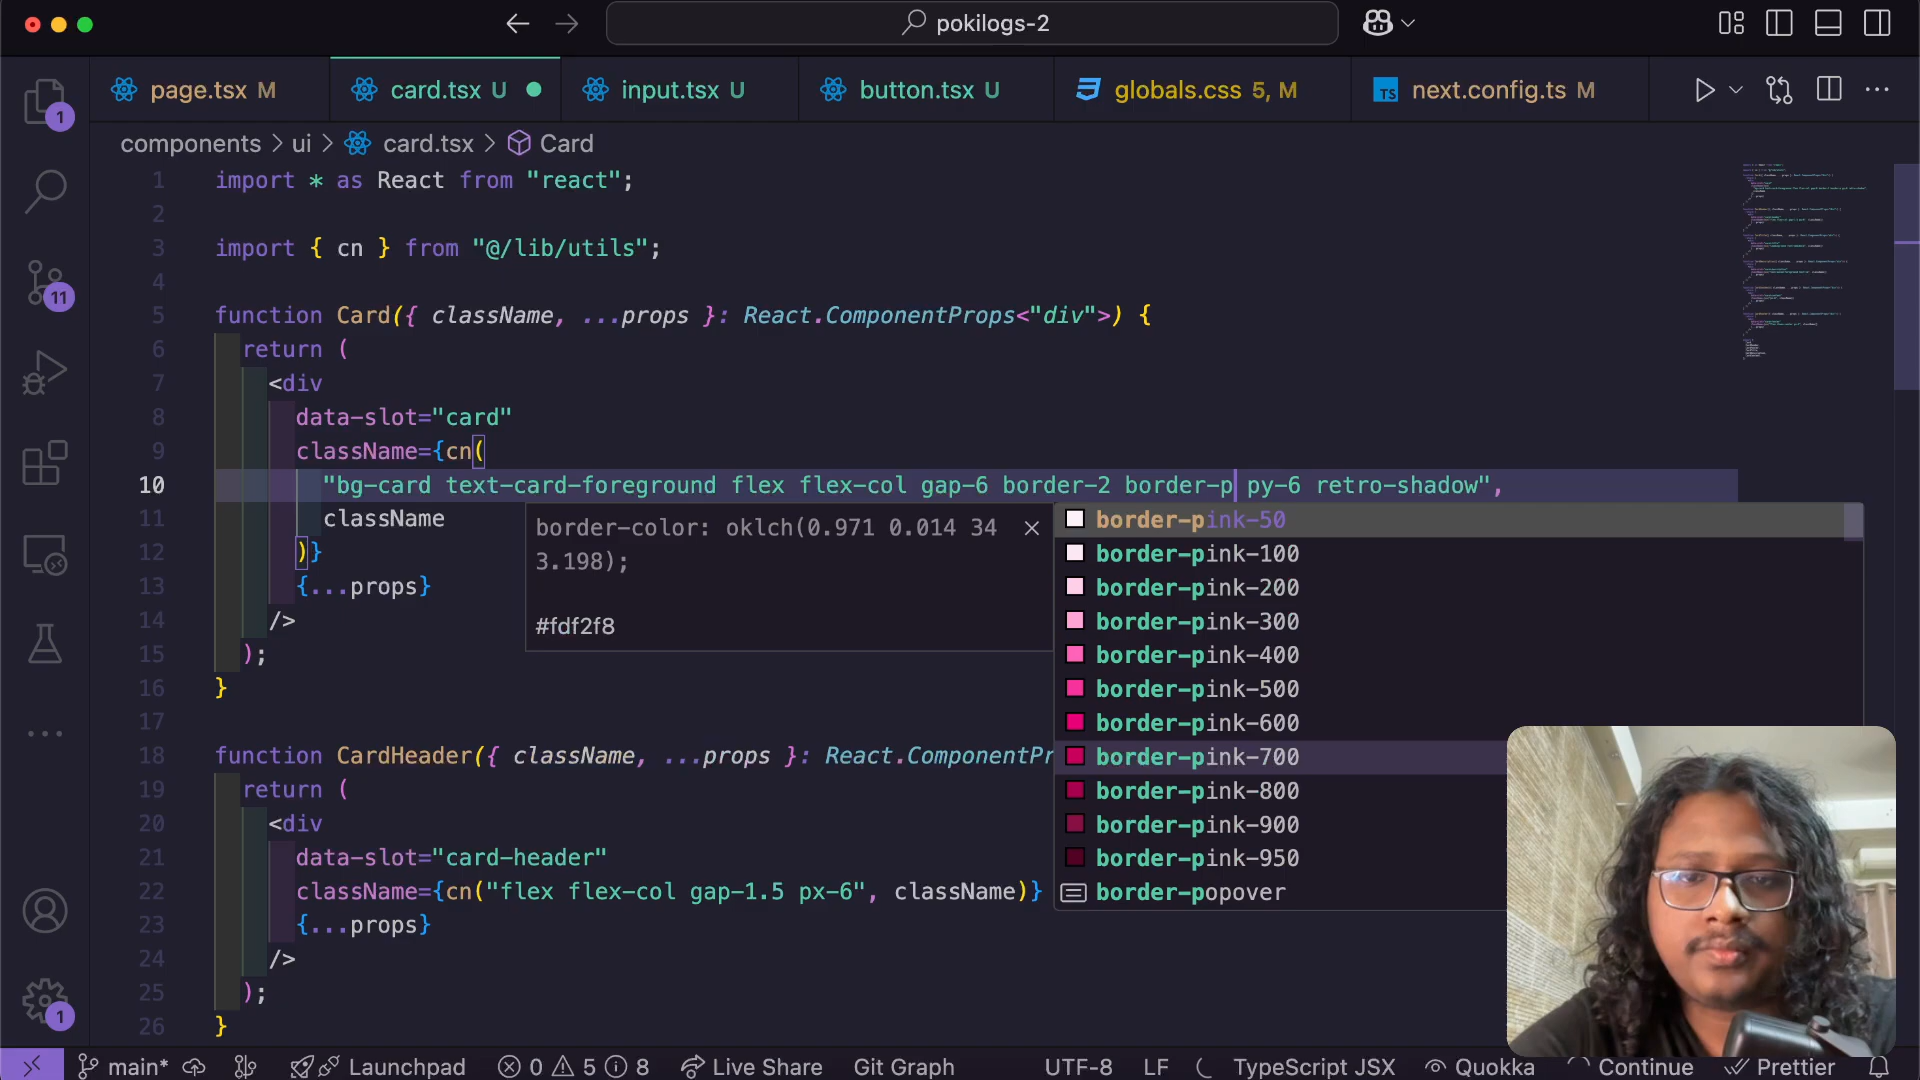 pokilogs-2
page.tsx M
card.tsx U
input.tsx U
button.tsx U
globals.css 5, M
TS next.config.ts M
components > ui > card.tsx > Card
1 import * as React from "react";
2
3 import { cn } from "@/lib/utils";
4
5 function Card({ className, ...props }: React.ComponentProps<"div">) {
6 return (
7 <div
8 data-slot="card"
9 className={cn(
10 "bg-card text-card-foreground flex flex-col gap-6 border-2 border-p py-6 retro-shadow",
11 className
12 )}
13 {...props}
14 />
15 );
16 }
17
18 function CardHeader({ className, ...props }: React.ComponentPr
19 return (
20 <div
21 data-slot="card-header"
22 className={cn("flex flex-col gap-1.5 px-6", className)}
23 {...props}
24 />
25 );
26 }
border-color: oklch(0.971 0.014 34
3.198);
#fdf2f8
border-pink-50
border-pink-100
border-pink-200
border-pink-300
border-pink-400
border-pink-500
border-pink-600
border-pink-700
border-pink-800
border-pink-900
border-pink-950
border-popover
1
11
1
main* Launchpad 0 5 8 Live Share Git Graph UTF-8 LF TypeScript JSX Quokka Continue Prettier